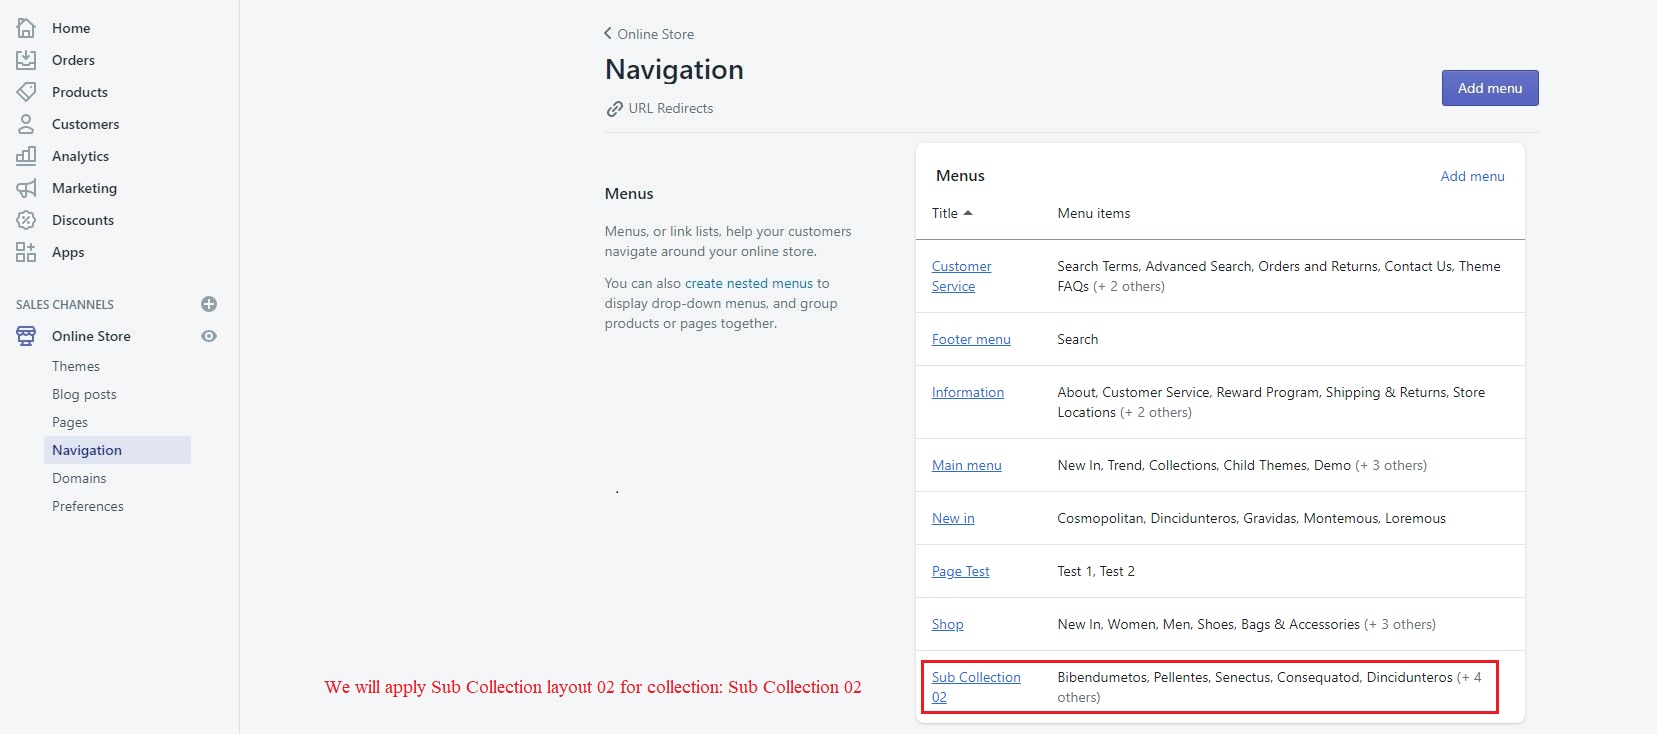 Home
Orders
Products
Customers
Analytics
Marketing
Discounts
Apps
SALES CHANNELS
Online Store
Themes
Blog posts
Pages
Navigation
Domains
Preferences
Online Store
Navigation
URL Redirects
Add menu
Menus
Menus, or link lists, help your customers
navigate around your online store.
You can also create nested menus to
display drop-down menus, and group
products or pages together.
.
We will apply Sub Collection layout 02 for collection: Sub Collection 02
Menus
Add menu
Title
Menu items
Customer
Service
Search Terms, Advanced Search, Orders and Returns, Contact Us, Theme
FAQs (+ 2 others)
Footer menu
Search
Information
About, Customer Service, Reward Program, Shipping & Returns, Store
Locations (+ 2 others)
Main menu
New In, Trend, Collections, Child Themes, Demo (+ 3 others)
New in
Cosmopolitan, Dincidunteros, Gravidas, Montemous, Loremous
Page Test
Test 1, Test 2
Shop
New In, Women, Men, Shoes, Bags & Accessories (+ 3 others)
Sub Collection
02
Bibendumetos, Pellentes, Senectus, Consequatod, Dincidunteros (+ 4
others)